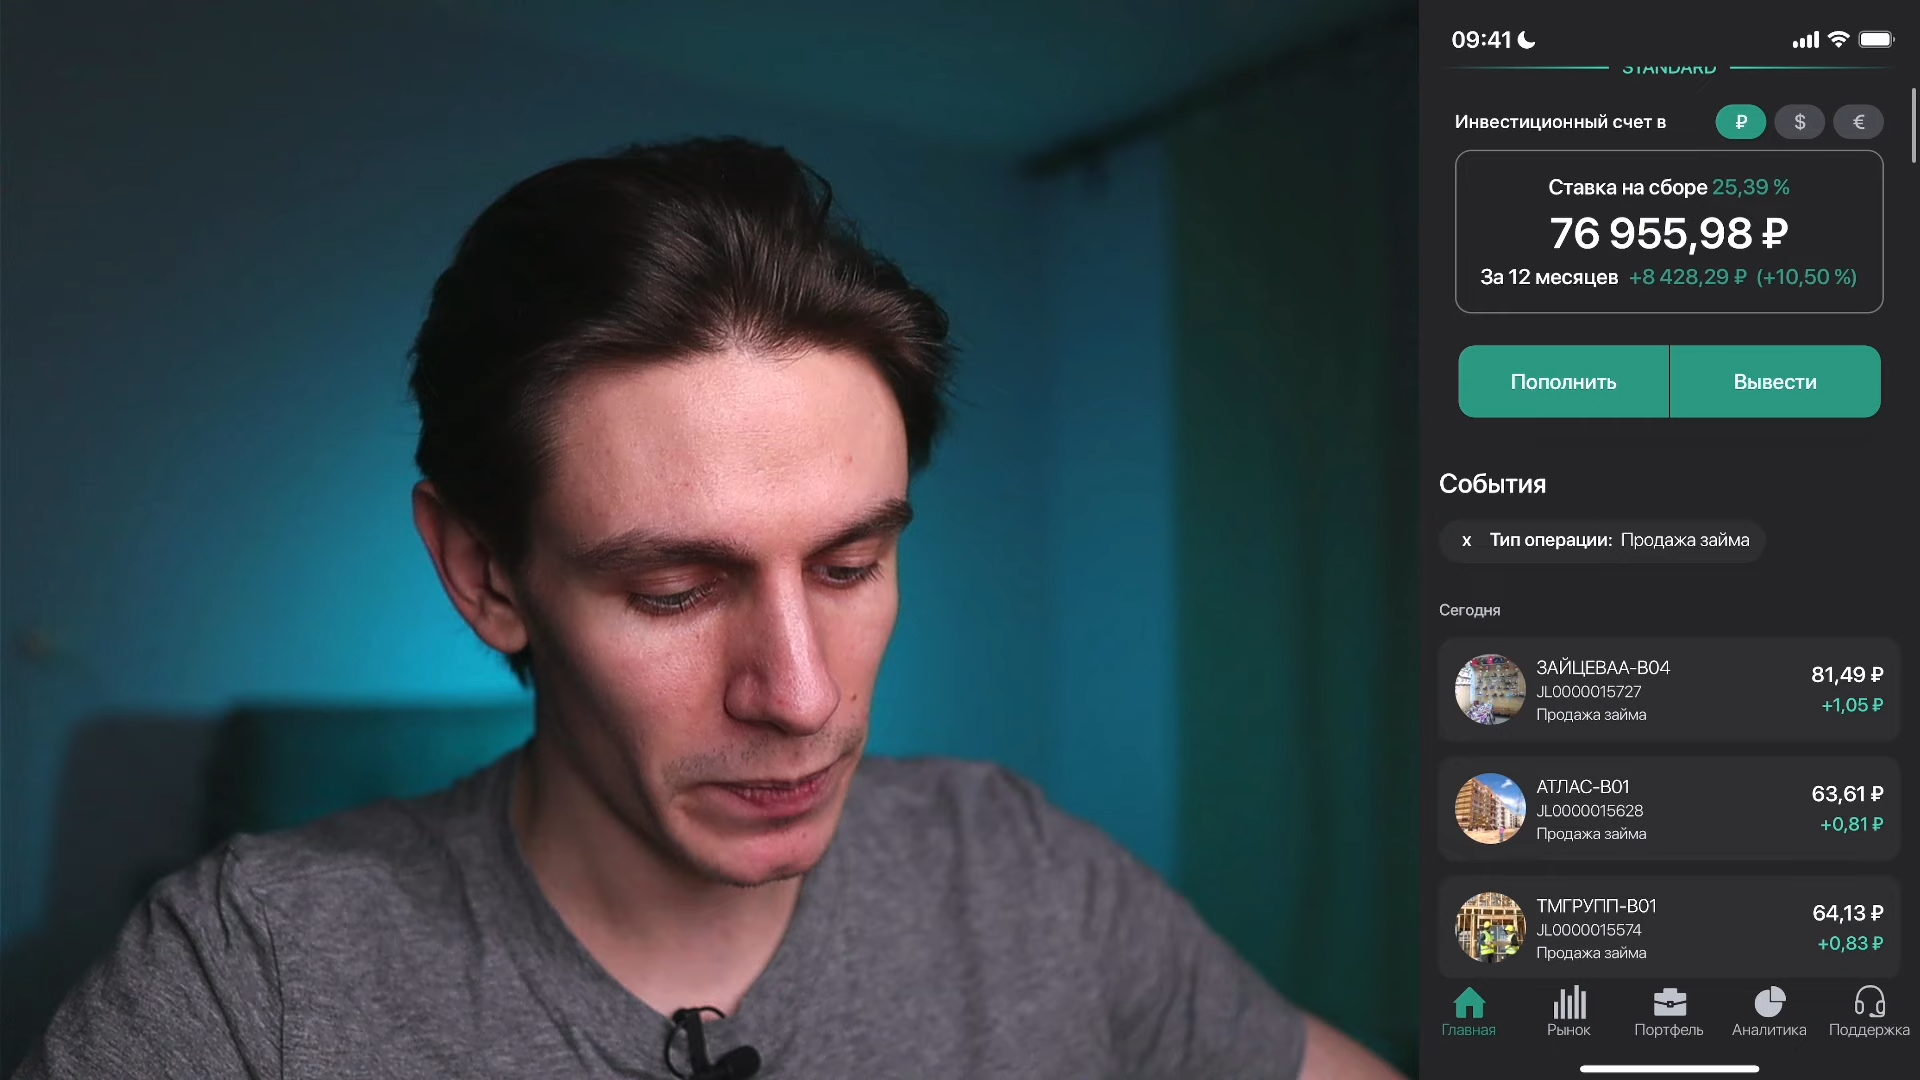 09:41
STANDARD
Инвестиционный счет в ₽ $ €
Ставка на сборе 25,39 %
76 955,98 ₽
За 12 месяцев +8 428,29 ₽ (+10,50 %)
Пополнить Вывести
События
x Тип операции: Продажа займа
Сегодня
ЗАЙЦЕВАА-В04
81,49 ₽
JL0000015727
+1,05 ₽
Продажа займа
АТЛАС-В01
63,61 ₽
JL0000015628
+0,81 ₽
Продажа займа
ТМГРУПП-В01
64,13 ₽
JL0000015574
+0,83 ₽
Продажа займа
Главная Рынок Портфель Аналитика Поддержка